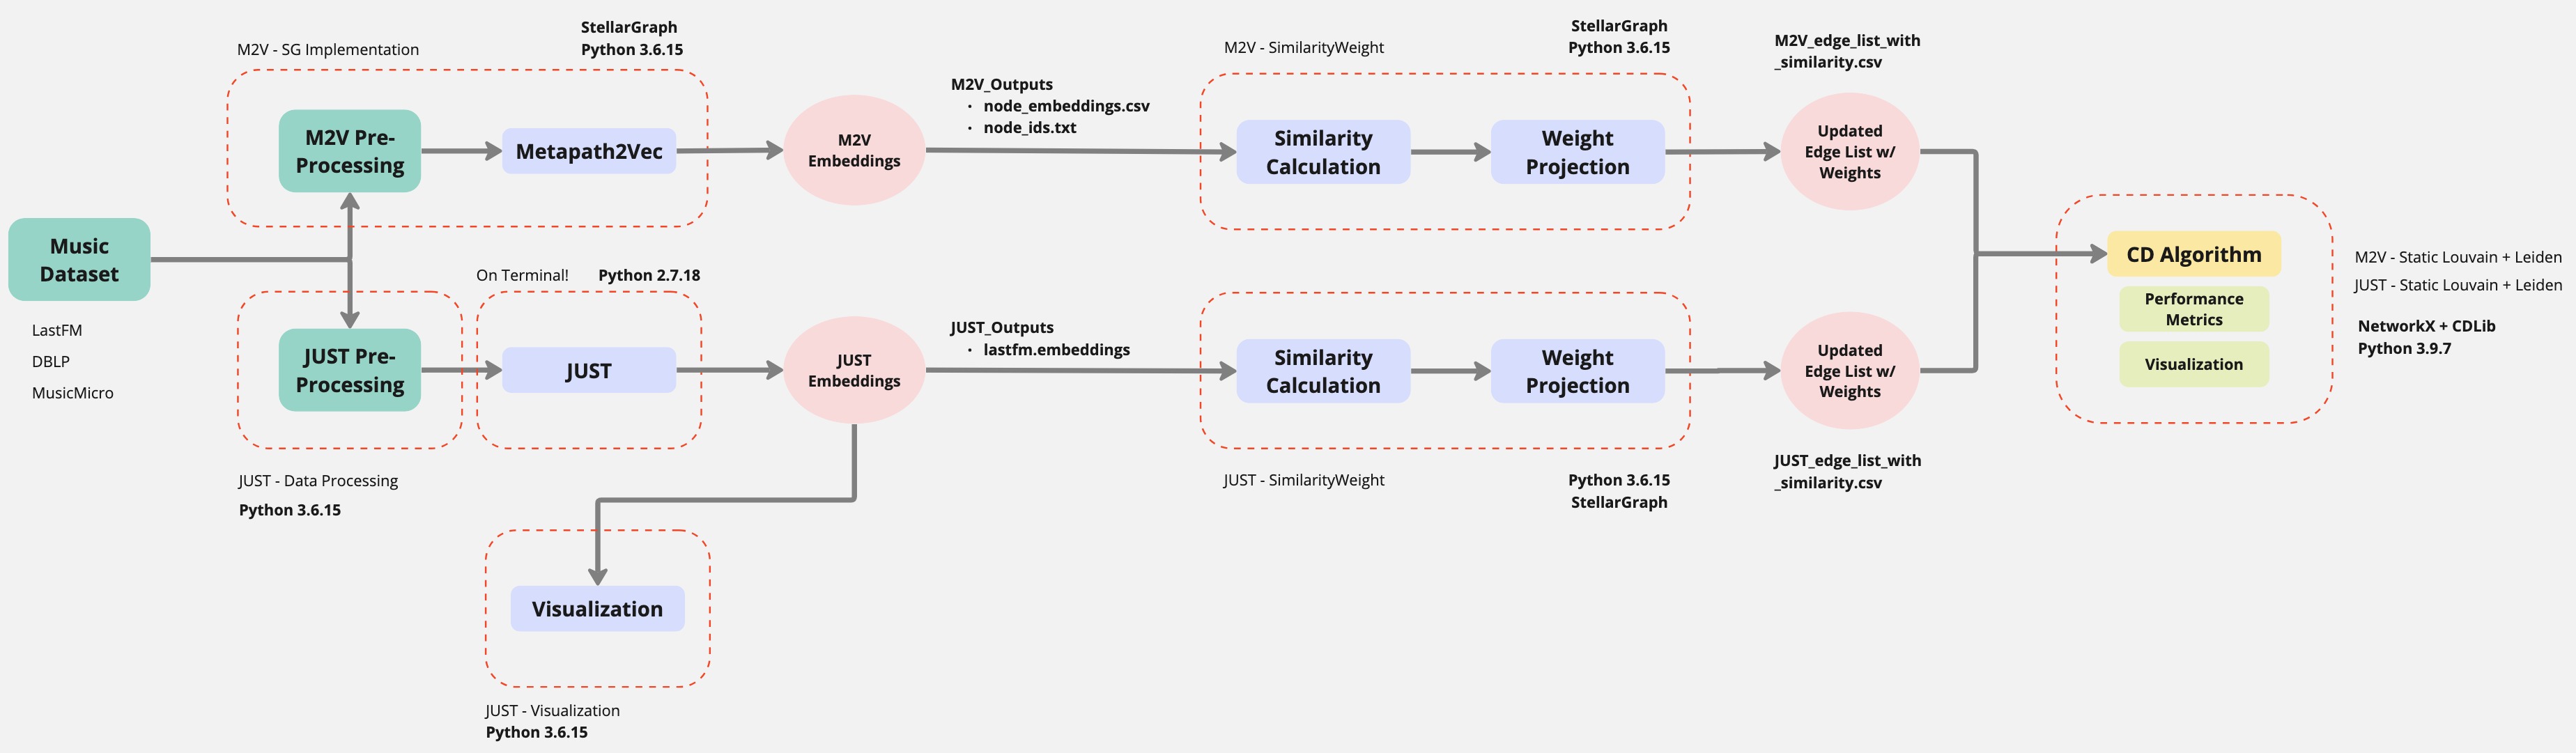 M2V - SG Implementation
StellarGraph
Python 3.6.15
M2V Pre-
Processing
Metapath2Vec
M2V
Embeddings
M2V_Outputs
· node_embeddings.csv
· node_ids.txt
M2V - SimilarityWeight
StellarGraph
Python 3.6.15
Similarity
Calculation
Weight
Projection
M2V_edge_list_with
_similarity.csv
Updated
Edge List w/
Weights
Music
Dataset
LastFM
DBLP
MusicMicro
JUST Pre-
Processing
JUST - Data Processing
Python 3.6.15
On Terminal!
Python 2.7.18
JUST
JUST
Embeddings
JUST_Outputs
· lastfm.embeddings
Similarity
Calculation
Weight
Projection
JUST - SimilarityWeight
Python 3.6.15
StellarGraph
Updated
Edge List w/
Weights
JUST_edge_list_with
_similarity.csv
CD Algorithm
Performance
Metrics
Visualization
M2V - Static Louvain + Leiden
JUST - Static Louvain + Leiden
NetworkX + CDLib
Python 3.9.7
Visualization
JUST - Visualization
Python 3.6.15